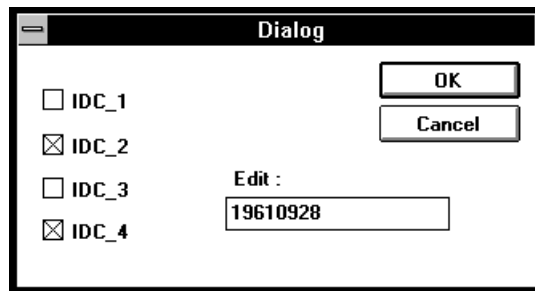 Dialog
OK
IDC_1
Cancel
IDC_2
Edit :
IDC_3
19610928
IDC_4